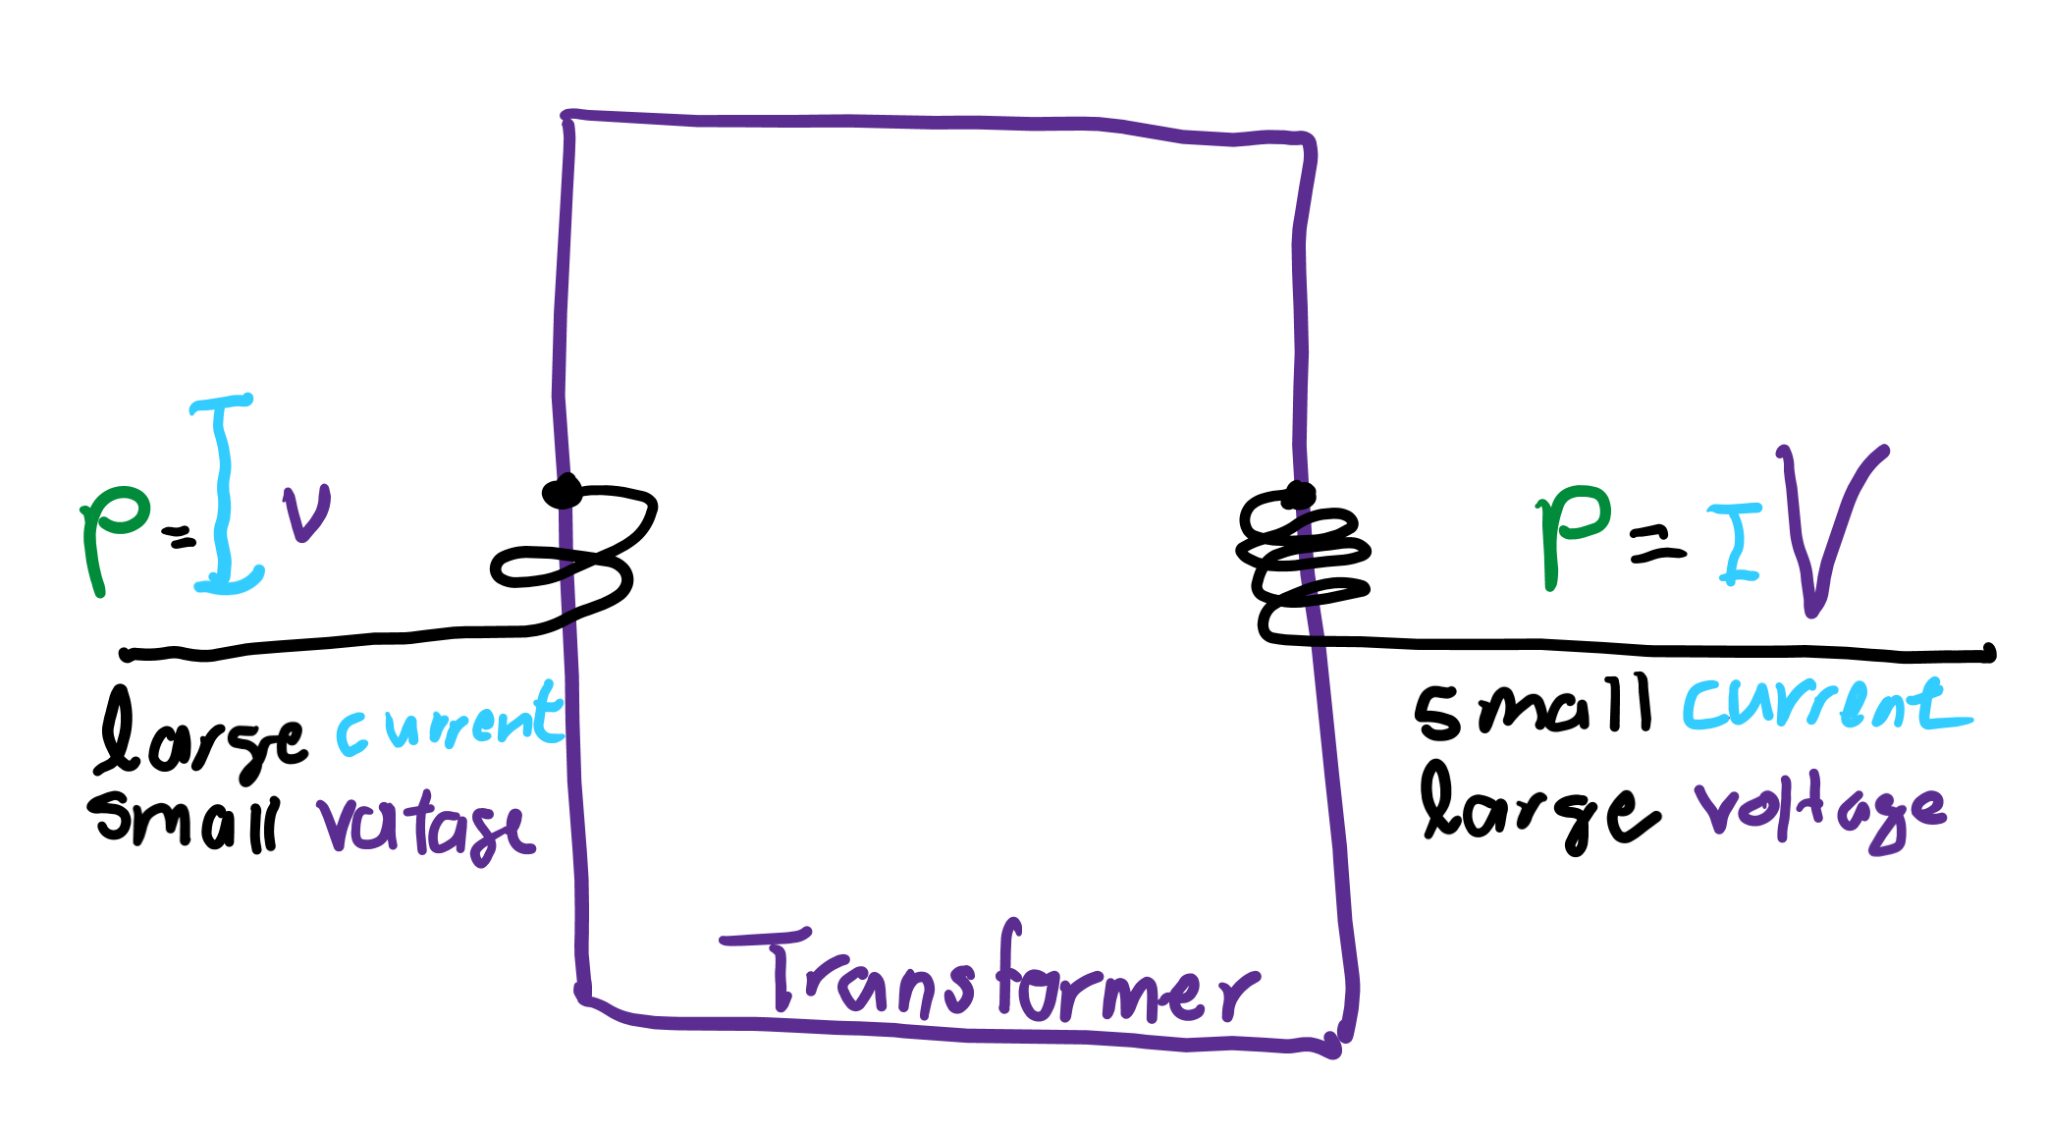 P = I v
large current
small voltage
P = I V
small current
large voltage
Transformer